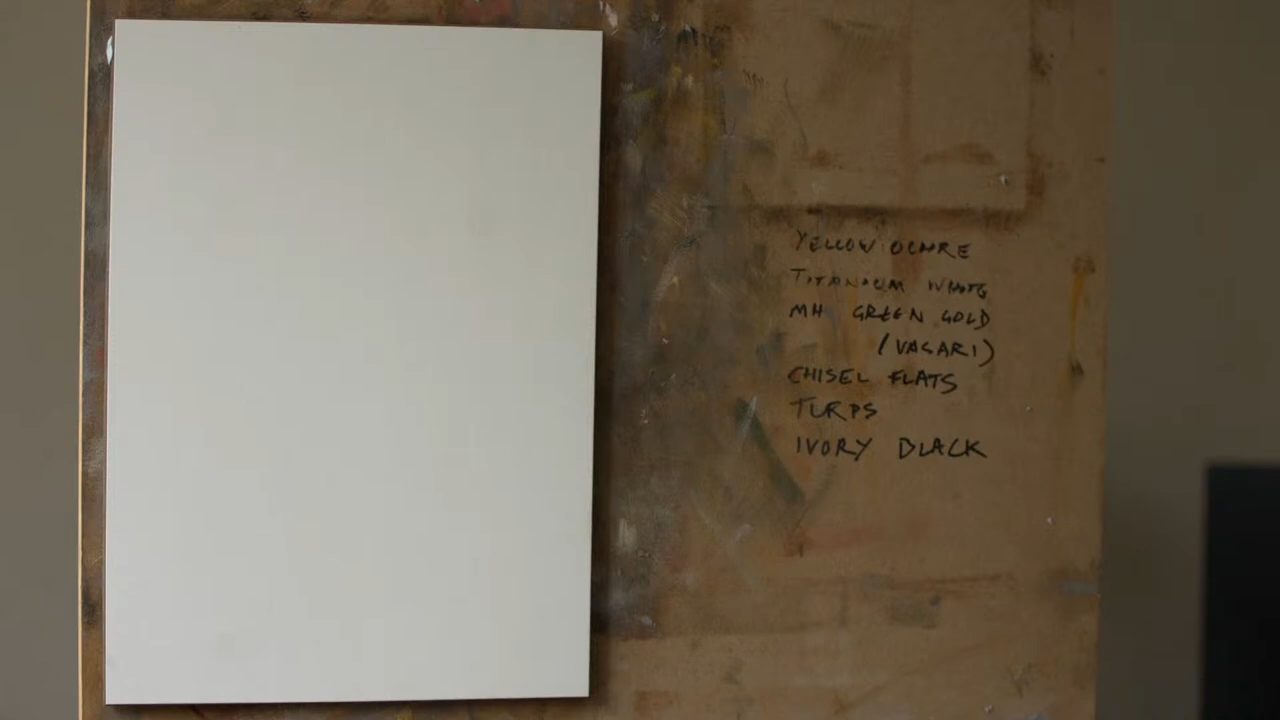 YELLOW OCHRE
TITANIUM WHITE
MH GREEN GOLD
(VASARI)
CHISEL FLATS
TURPS
IVORY BLACK